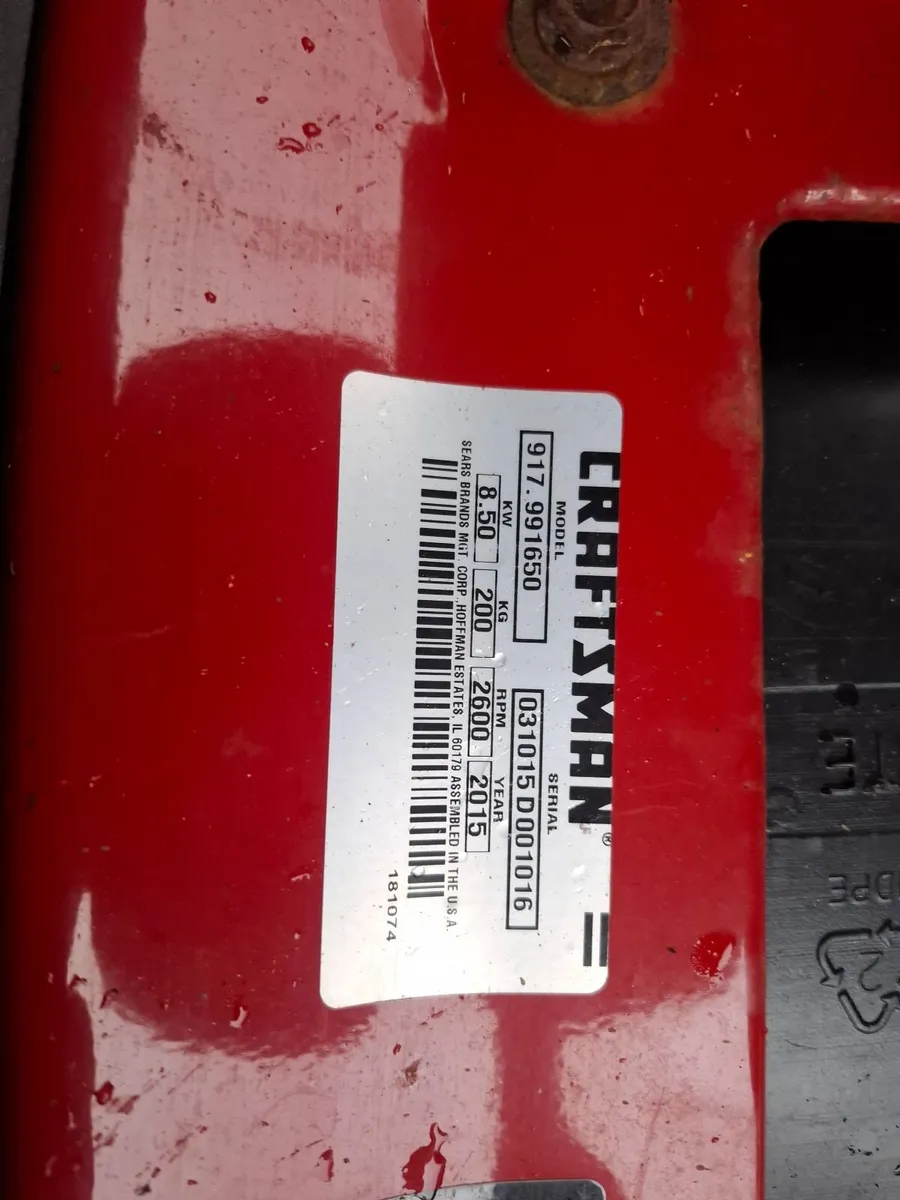 CRAFTSMAN®
MODEL SERIAL
917.991650 031015D001016
KW KG RPM YEAR
8.50 200 2600 2015
SEARS BRANDS MGT. CORP., HOFFMAN ESTATES, IL 60179 ASSEMBLED IN THE U.S.A.
181074
2